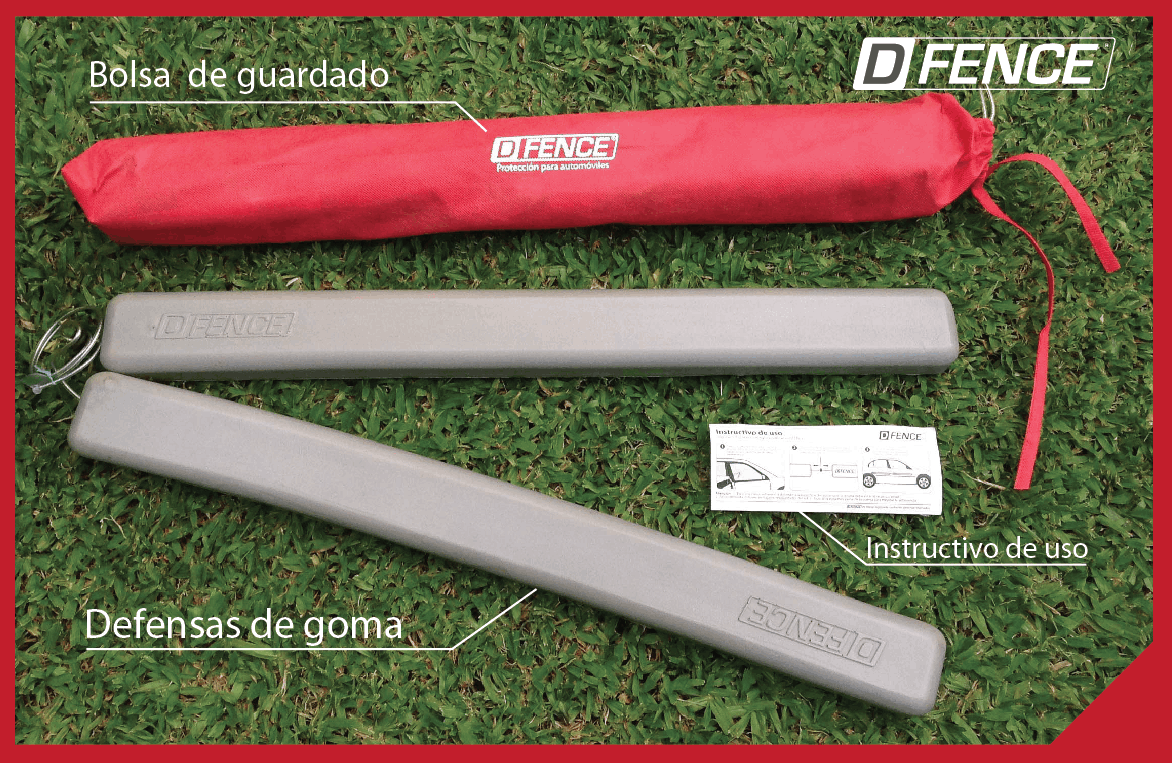 Bolsa de guardado
D FENCE
D FENCE
Protección para automóviles
D FENCE
Instructivo de uso
D FENCE
DFENCE
Instructivo de uso
Defensas de goma
D FENCE